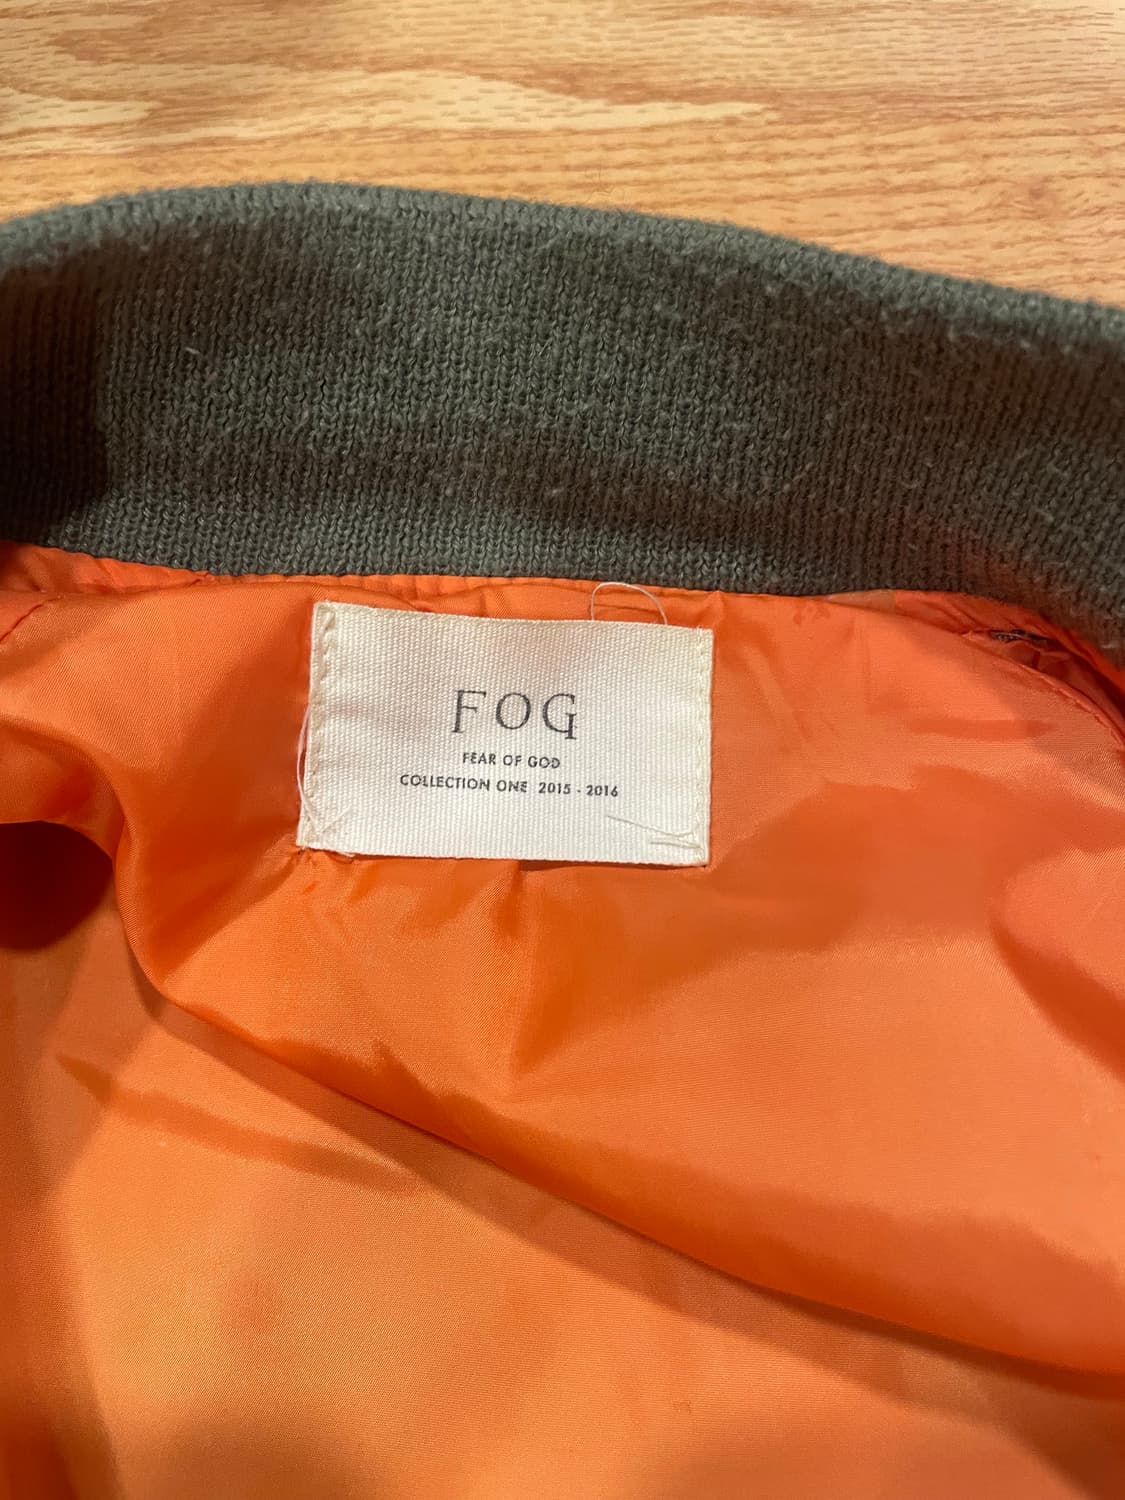 FOG
FEAR OF GOD
COLLECTION ONE 2015 - 2016